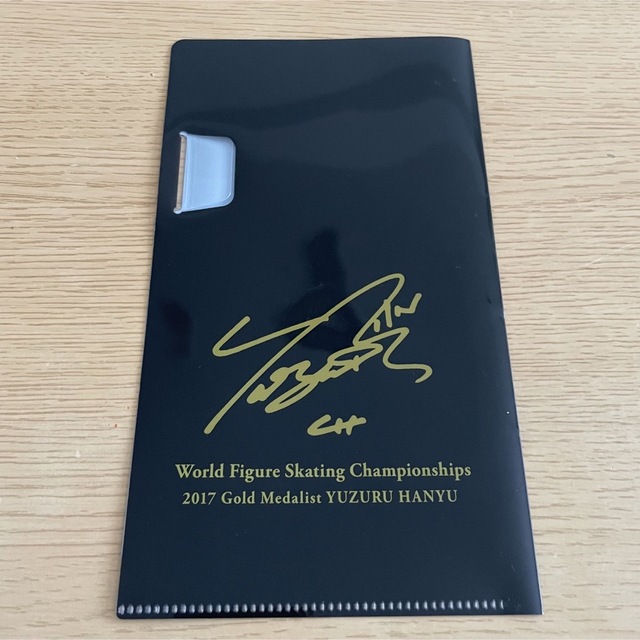 World Figure Skating Championships
2017 Gold Medalist YUZURU HANYU